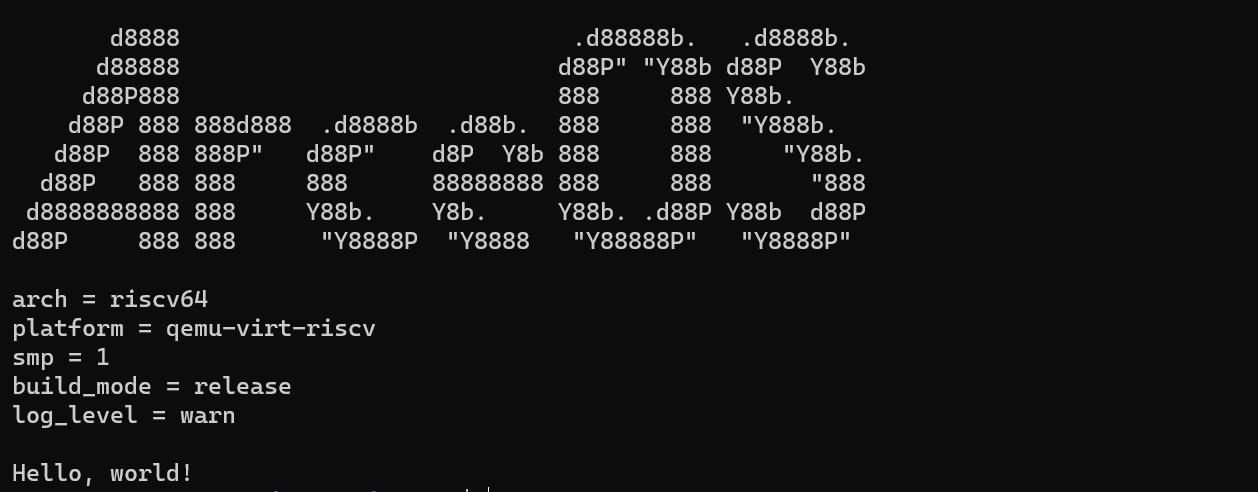 d8888                            .d88888b.   .d8888b.
      d88888                           d88P" "Y88b d88P  Y88b
     d88P888                           888     888 Y88b.
    d88P 888 888d888  .d8888b  .d88b.  888     888  "Y888b.
   d88P  888 888P"   d88P"    d8P  Y8b 888     888     "Y88b.
  d88P   888 888     888      88888888 888     888       "888
 d8888888888 888     Y88b.    Y8b.     Y88b. .d88P Y88b  d88P
d88P     888 888      "Y8888P  "Y8888   "Y88888P"   "Y8888P"
arch = riscv64
platform = qemu-virt-riscv
smp = 1
build_mode = release
log_level = warn
Hello, world!